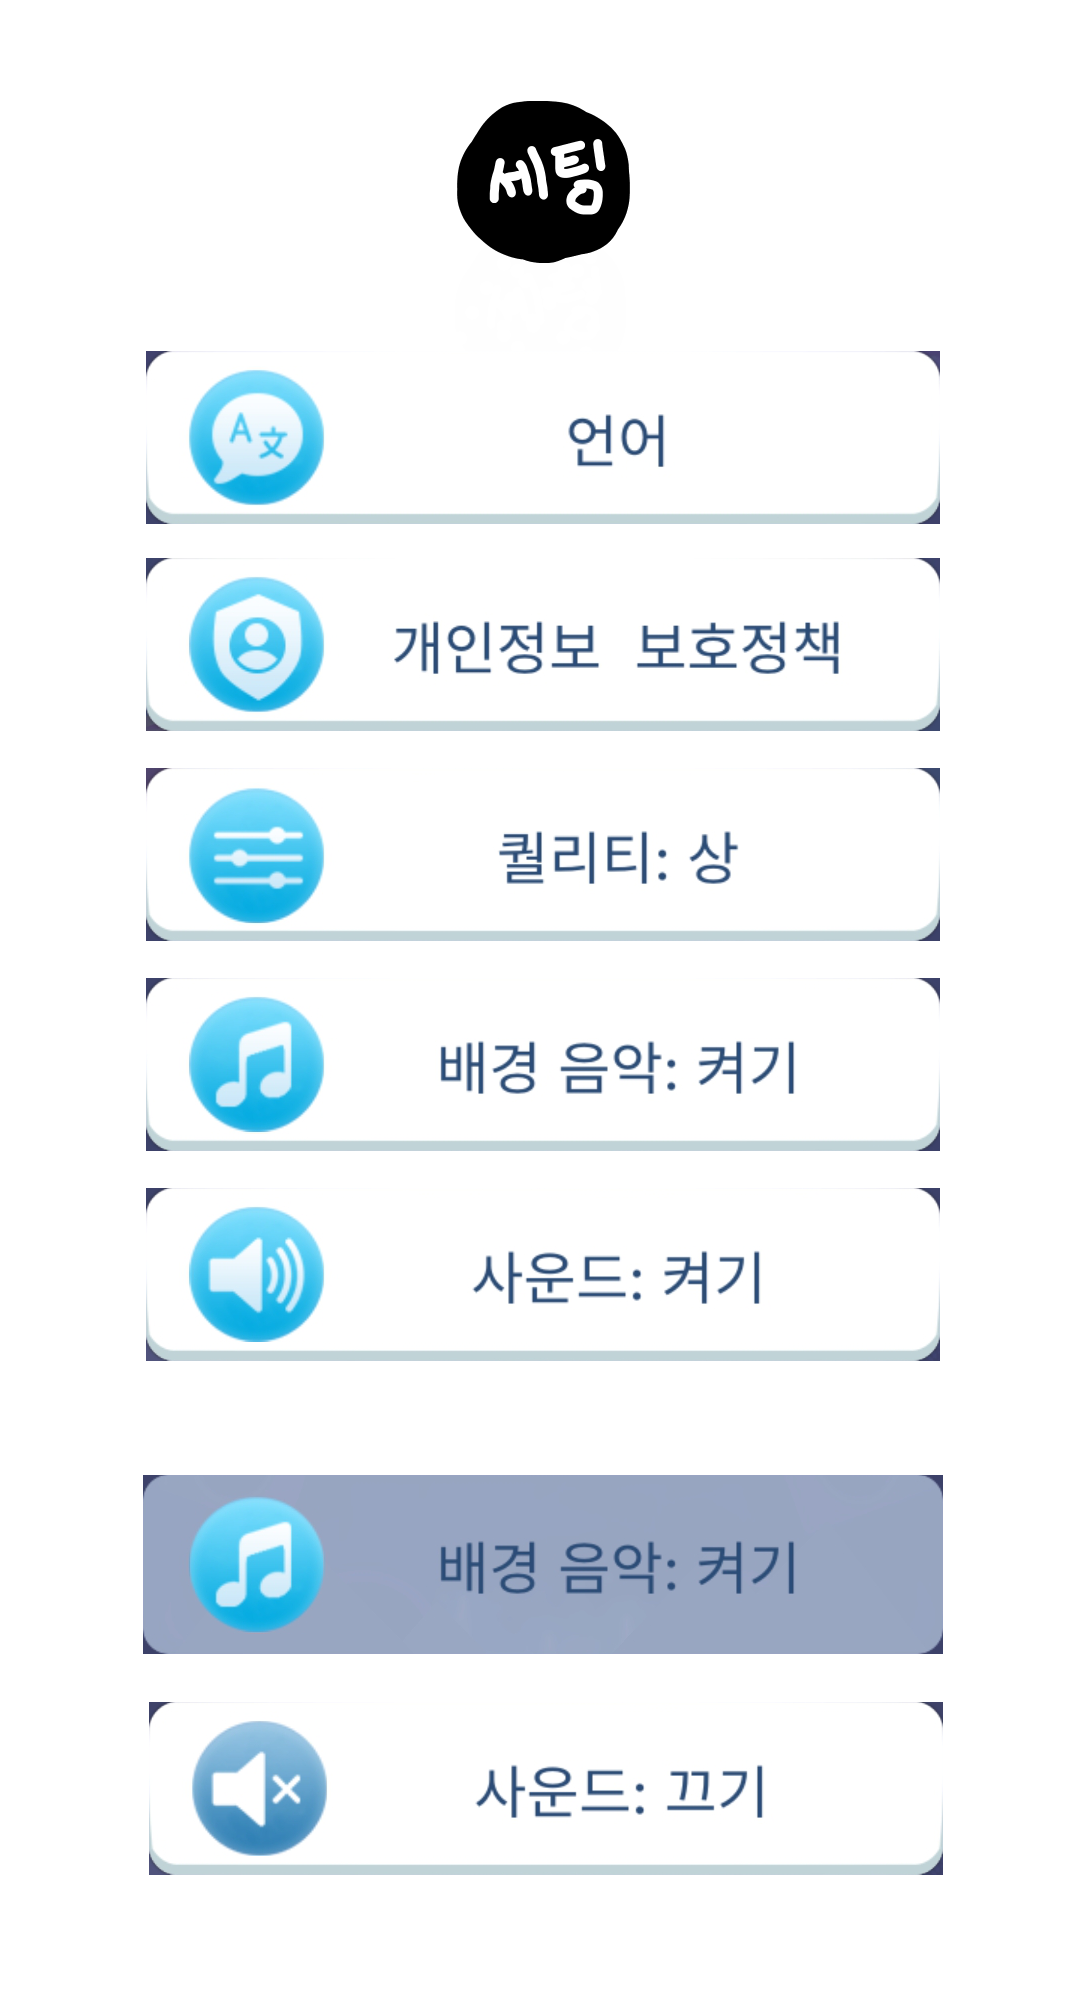 세팅
A文
언어
개인정보 보호정책
퀄리티: 상
배경 음악: 켜기
사운드: 켜기
배경 음악: 켜기
사운드: 끄기